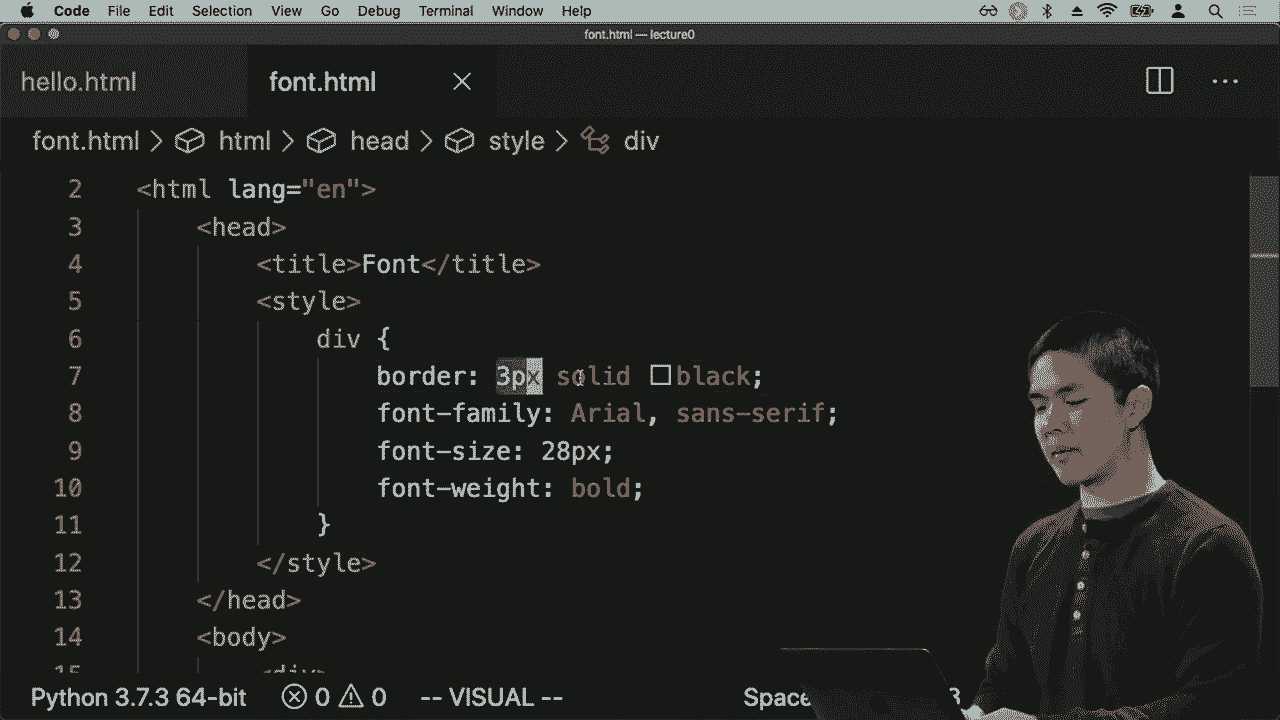 Code File Edit Selection View Go Debug Terminal Window Help
font.html — lecture0
hello.html font.html
font.html > html > head > style > div
2 <html lang="en">
3 <head>
4 <title>Font</title>
5 <style>
6 div {
7 border: 3px solid black;
8 font-family: Arial, sans-serif;
9 font-size: 28px;
10 font-weight: bold;
11 }
12 </style>
13 </head>
14 <body>
15 <div>
Python 3.7.3 64-bit 0 0 -- VISUAL -- Space 3